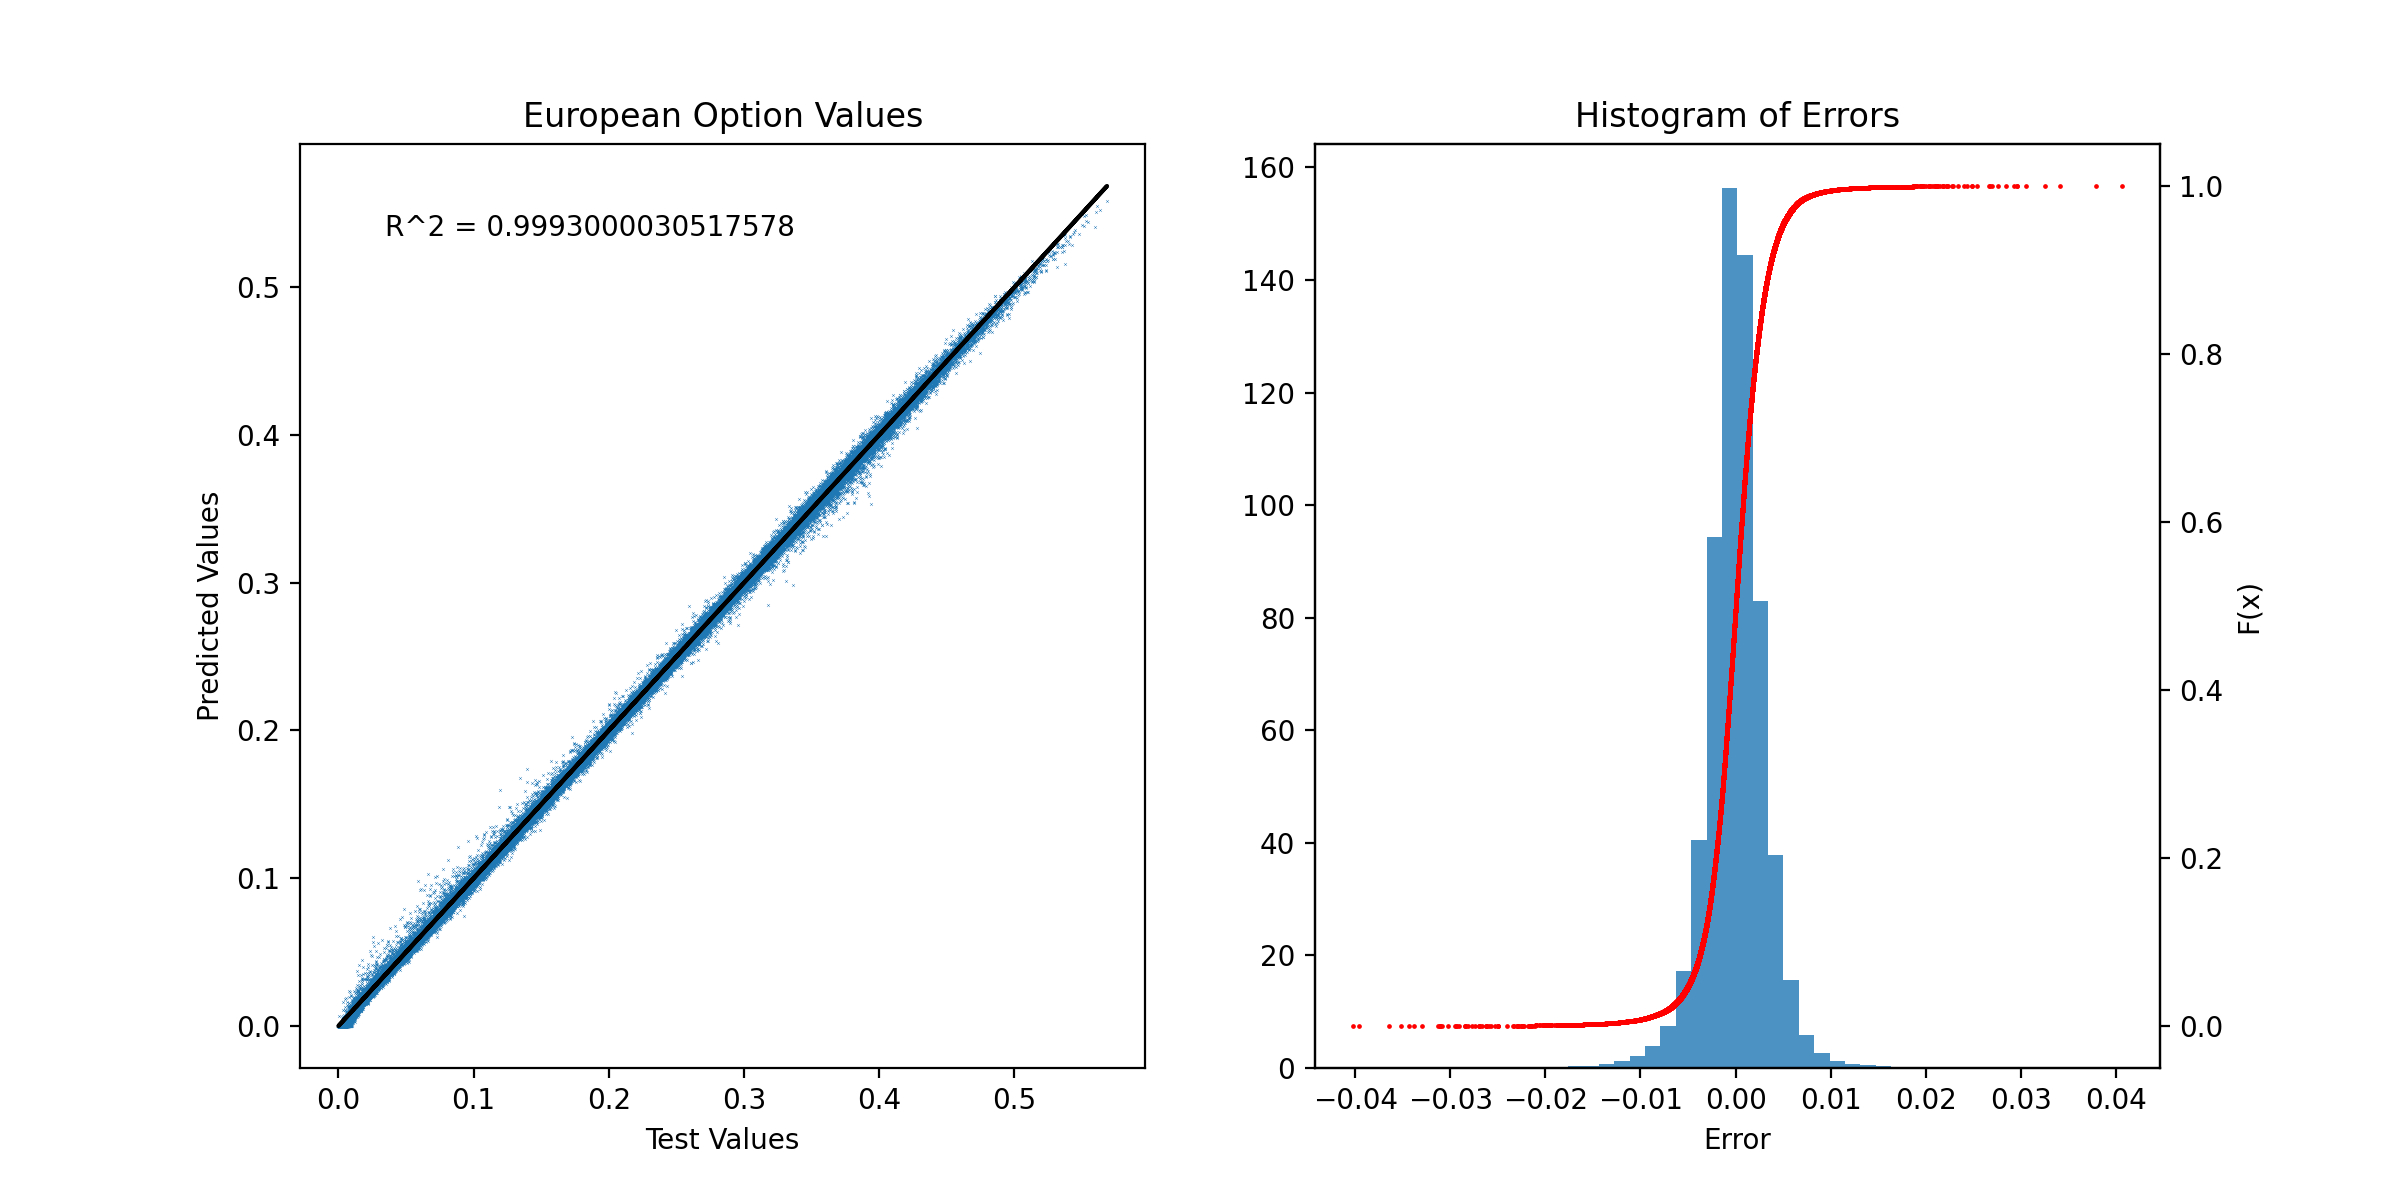 European Option Values
R^2 = 0.9993000030517578
0.5
0.4
0.3
0.2
0.1
0.0
Predicted Values
0.0 0.1 0.2 0.3 0.4 0.5
Test Values
Histogram of Errors
160
140
120
100
80
60
40
20
0
1.0
0.8
0.6
0.4
0.2
0.0
F(x)
−0.04 −0.03 −0.02 −0.01 0.00 0.01 0.02 0.03 0.04
Error